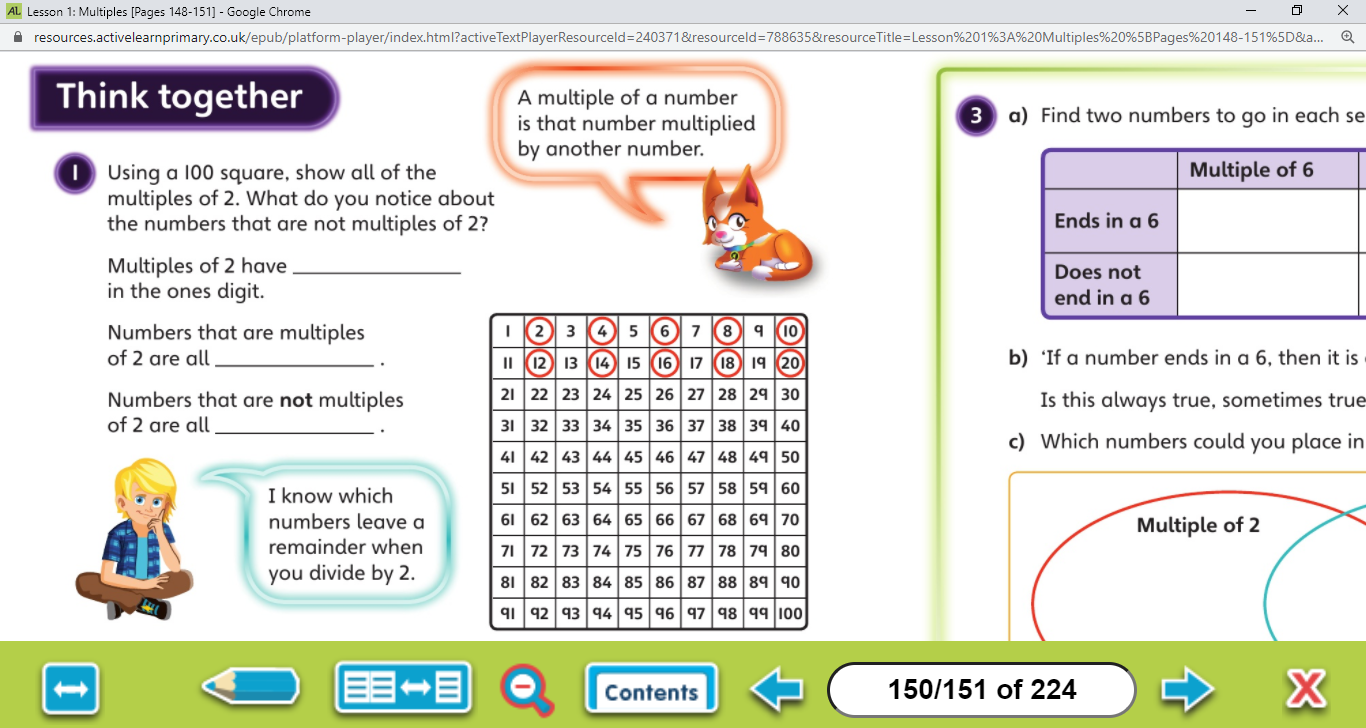 Lesson 1: Multiples [Pages 148-151] - Google Chrome
resources.activelearnprimary.co.uk/epub/platform-player/index.html?activeTextPlayerResourceId=240371&resourceId=788635&resourceTitle=Lesson%201%3A%20Multiples%20%5BPages%20148-151%5D&a...
Think together
1
Using a 100 square, show all of the
multiples of 2. What do you notice about
the numbers that are not multiples of 2?
Multiples of 2 have _______________
in the ones digit.
Numbers that are multiples
of 2 are all _______________ .
Numbers that are not multiples
of 2 are all _______________ .
I know which
numbers leave a
remainder when
you divide by 2.
A multiple of a number
is that number multiplied
by another number.
1 2 3 4 5 6 7 8 9 10
11 12 13 14 15 16 17 18 19 20
21 22 23 24 25 26 27 28 29 30
31 32 33 34 35 36 37 38 39 40
41 42 43 44 45 46 47 48 49 50
51 52 53 54 55 56 57 58 59 60
61 62 63 64 65 66 67 68 69 70
71 72 73 74 75 76 77 78 79 80
81 82 83 84 85 86 87 88 89 90
91 92 93 94 95 96 97 98 99 100
3 a) Find two numbers to go in each se
Multiple of 6
Ends in a 6
Does not
end in a 6
b) ‘If a number ends in a 6, then it is
Is this always true, sometimes true
c) Which numbers could you place in
Multiple of 2
Contents
150/151 of 224